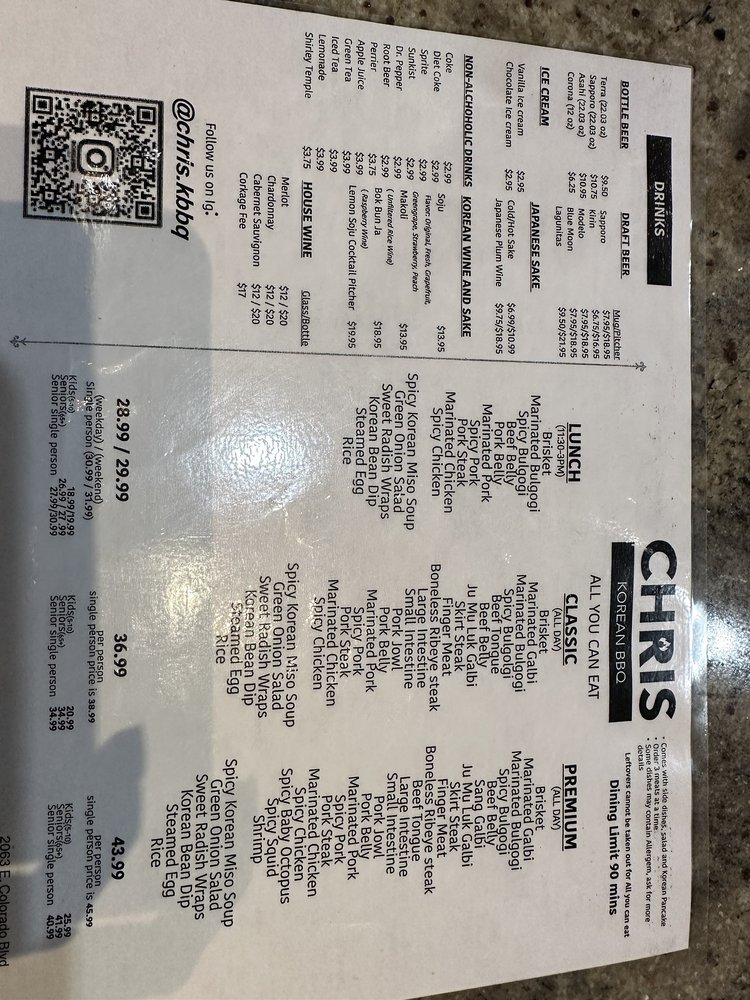 DRINKS
BOTTLE BEER
Terra (22.03 oz) $9.50
Sapporo (22.03 oz) $10.75
Asahi (22.03 oz) $10.95
Corona (12 oz) $6.25
ICE CREAM
Vanilla Ice cream $2.95
Chocolate Ice cream $2.95
NON-ALCHOHOLIC DRINKS
Coke $2.99
Diet Coke $2.99
Sprite $2.99
Sunkist $2.99
Dr. Pepper $2.99
Root Beer $2.99
Perrier $3.75
Apple Juice $3.99
Green Tea $3.99
Iced Tea $3.99
Lemonade $3.99
Shirley Temple $3.75
DRAFT BEER Mug/Pitcher
Sapporo $7.95/$18.95
Kirin $6.75/$16.95
Modelo $7.95/$18.95
Blue Moon $7.95/$18.95
Lagunitas $9.50/$21.95
JAPANESE SAKE
Cold/Hot Sake $6.99/$10.99
Japanese Plum Wine $9.75/$18.95
KOREAN WINE AND SAKE
Soju $13.95
Flavor: Original, Fresh, Grapefruit,
Greengrape, Strawberry, Peach
Makoli $13.95
( Unfiltered Rice Wine)
Bok Bun Ja $18.95
( Raspberry Wine)
Lemon Soju Cocktail Pitcher $19.95
HOUSE WINE Glass/Bottle
Merlot $12 / $20
Chardonnay $12 / $20
Cabernet Sauvignon $12 / $20
Corkage Fee $17
Follow us on Ig:
@chris.kbbq
CHRIS
KOREAN BBQ
ALL YOU CAN EAT
• Comes with side dishes, salad and Korean Pancake
• Order 3 meats at a time
• Some dishes may contain Allergern, ask for more
details
Leftovers cannot be taken out for All you can eat
Dining Limit 90 mins
LUNCH
(11:30-3PM)
Brisket
Marinated Bulgogi
Spicy Bulgogi
Beef Belly
Pork Belly
Marinated Pork
Spicy Pork
Pork Steak
Marinated Chicken
Spicy Chicken
Spicy Korean Miso Soup
Green Onion Salad
Sweet Radish Wraps
Korean Bean Dip
Steamed Egg
Rice
28.99 / 29.99
(weekday) / (weekend)
single person (30.99 / 31.99)
Kids(5-10) 18.99/19.99
Seniors(65+) 26.99 / 27.99
Senior single person 27.99/30.99
CLASSIC
(ALL DAY)
Brisket
Marinated Galbi
Marinated Bulgogi
Spicy Bulgogi
Beef Tongue
Beef Belly
Ju Mu Luk Galbi
Skirt Steak
Finger Meat
Boneless Ribeye steak
Large Intestine
Small Intestine
Pork Jowl
Pork Belly
Marinated Pork
Spicy Pork
Pork Steak
Marinated Chicken
Spicy Chicken
Spicy Korean Miso Soup
Green Onion Salad
Sweet Radish Wraps
Korean Bean Dip
Steamed Egg
Rice
36.99
per person
single person price is 38.99
Kids(5-10) 20.99
Seniors(65+) 34.99
Senior single person 34.99
PREMIUM
(ALL DAY)
Brisket
Marinated Galbi
Marinated Bulgogi
Spicy Bulgogi
Beef Belly
Sang Galbi
Ju Mu Luk Galbi
Skirt Steak
Finger Meat
Boneless Ribeye steak
Beef Tongue
Large Intestine
Small Intestine
Pork Jowl
Pork Belly
Marinated Pork
Spicy Pork
Pork Steak
Marinated Chicken
Spicy Chicken
Spicy Baby Octopus
Spicy Squid
Shrimp
Spicy Korean Miso Soup
Green Onion Salad
Sweet Radish Wraps
Korean Bean Dip
Steamed Egg
Rice
43.99
per person
single person price is 45.99
Kids(5-10) 25.99
Seniors(65+) 41.99
Senior single person 40.99
2063 E. Colorado Blvd